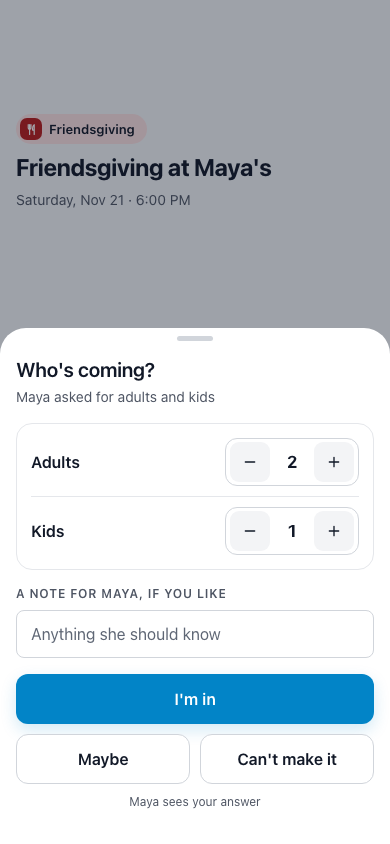 Friendsgiving
Friendsgiving at Maya's
Saturday, Nov 21 · 6:00 PM
Who's coming?
Maya asked for adults and kids
Adults
− 2 +
Kids
− 1 +
A NOTE FOR MAYA, IF YOU LIKE
Anything she should know
I'm in
Maybe
Can't make it
Maya sees your answer